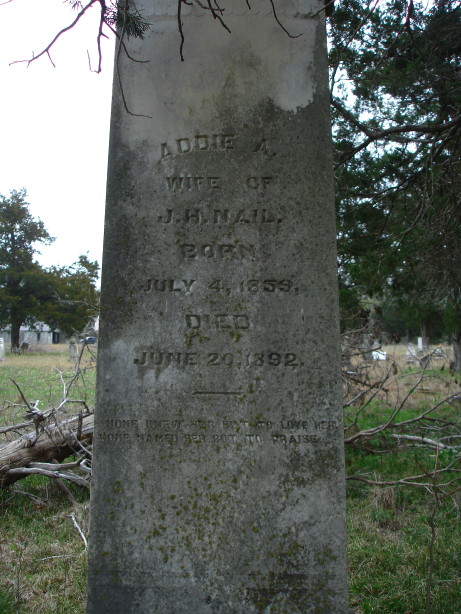 ADDIE A.
WIFE OF
J.H. NAIL.
BORN
JULY 4, 1859.
DIED
JUNE 20, 1892.
NONE KNEW HER BUT TO LOVE HER
NONE NAMED HER BUT TO PRAISE.